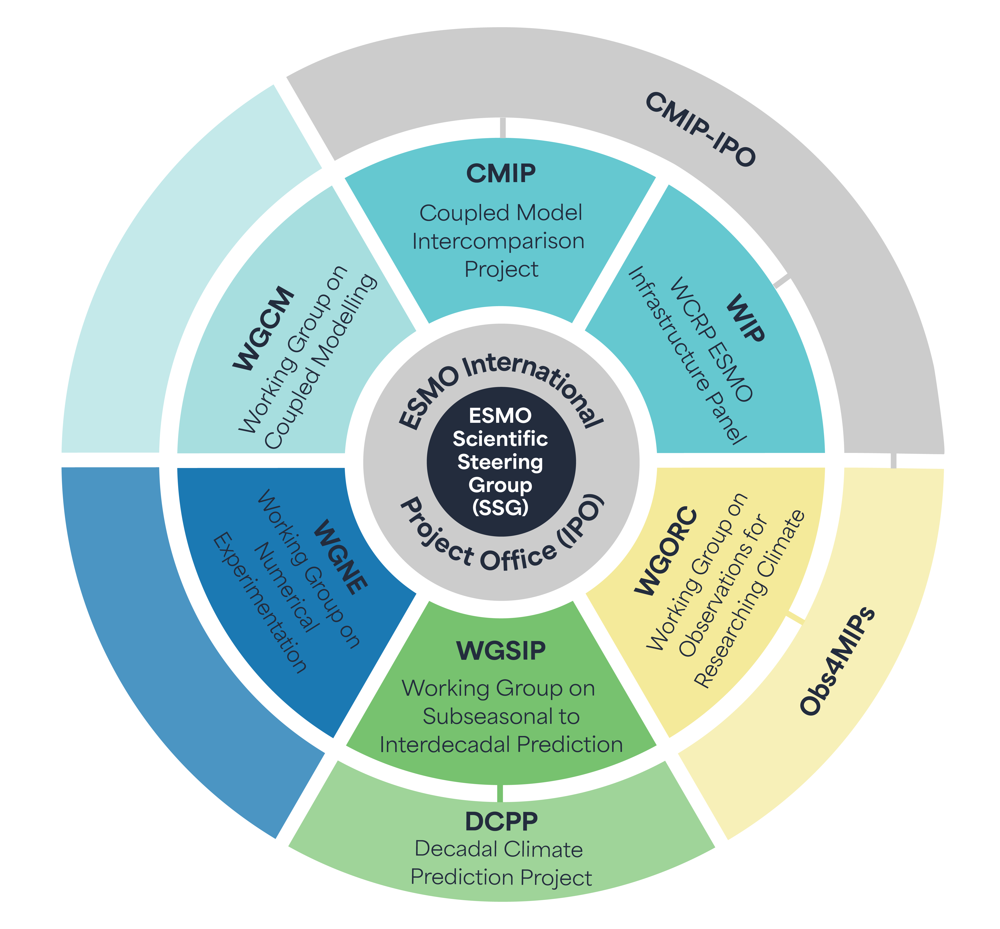 CMIP-IPO
CMIP
Coupled Model
Intercomparison
Project
WIP
WCRP ESMO
Infrastructure Panel
WGCM
Working Group on
Coupled Modelling
ESMO International
Project Office (IPO)
ESMO
Scientific
Steering
Group
(SSG)
WGNE
Working Group on
Numerical
Experimentation
WGORC
Working Group on
Observations for
Researching Climate
Obs4MIPs
WGSIP
Working Group on
Subseasonal to
Interdecadal Prediction
DCPP
Decadal Climate
Prediction Project